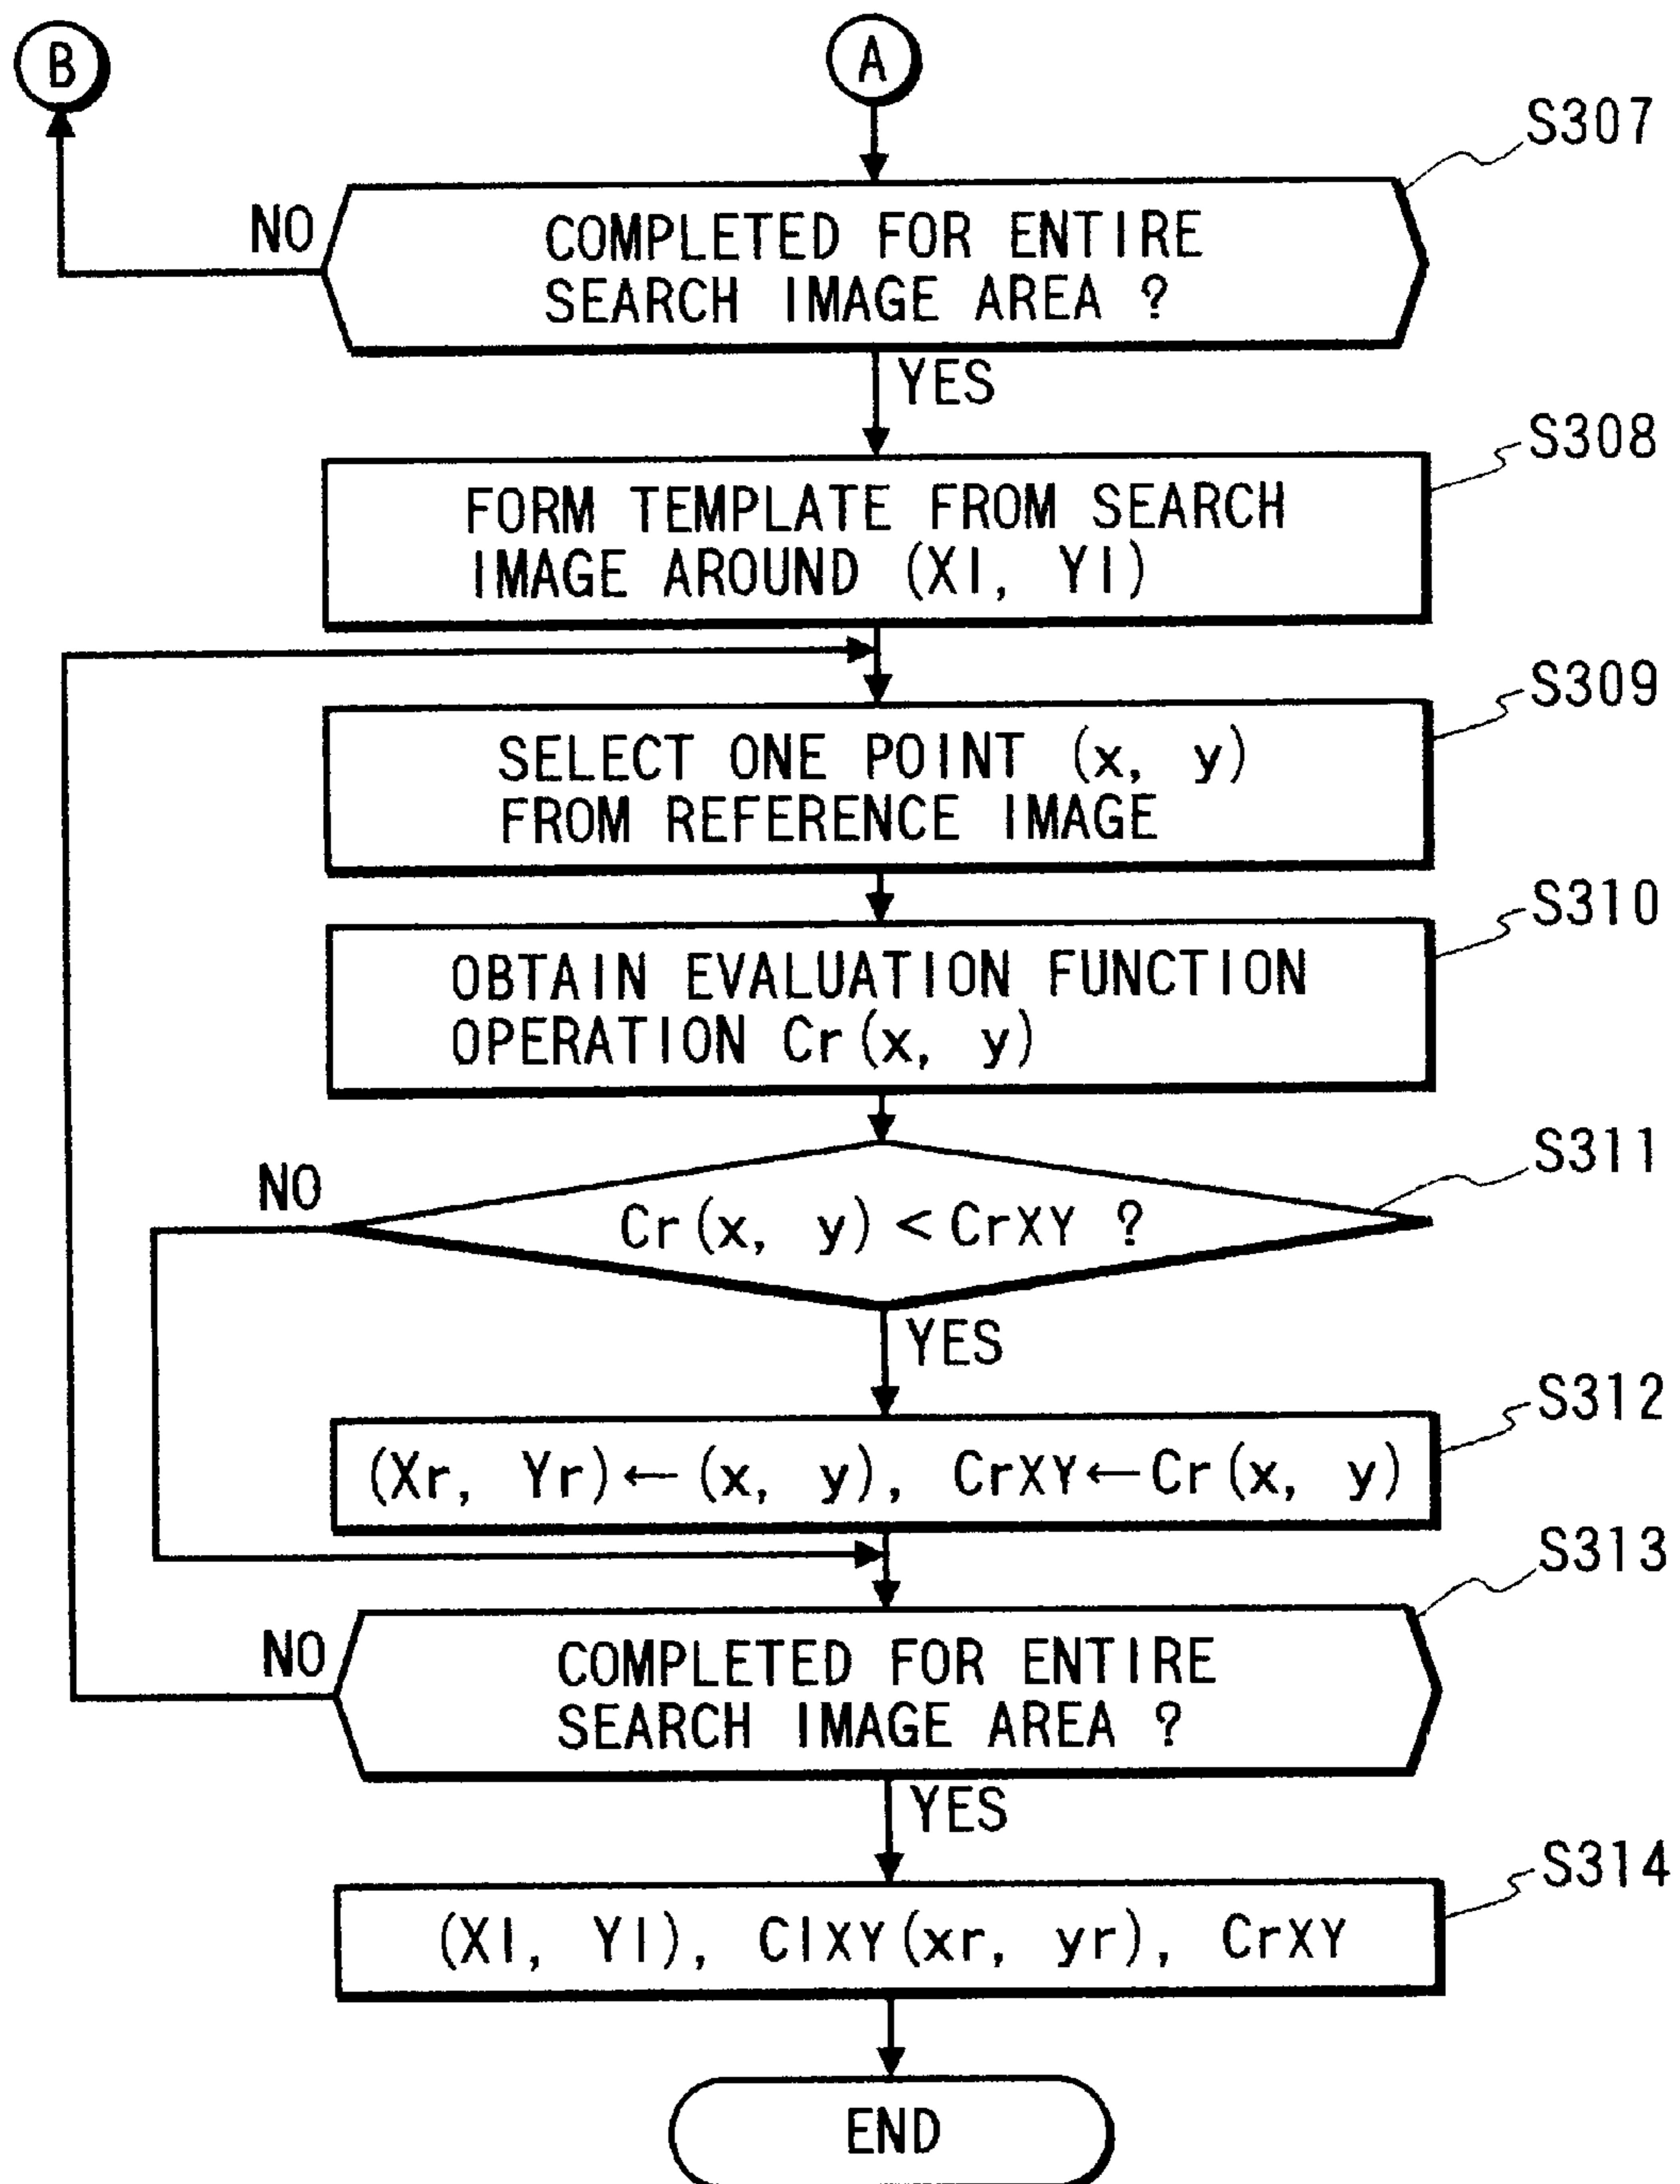 B
A
S307
NO
COMPLETED FOR ENTIRE
SEARCH IMAGE AREA ?
YES
S308
FORM TEMPLATE FROM SEARCH
IMAGE AROUND (Xl, Yl)
S309
SELECT ONE POINT (x, y)
FROM REFERENCE IMAGE
S310
OBTAIN EVALUATION FUNCTION
OPERATION Cr(x, y)
S311
NO
Cr(x, y) < CrXY ?
YES
S312
(Xr, Yr) ← (x, y), CrXY ← Cr(x, y)
S313
NO
COMPLETED FOR ENTIRE
SEARCH IMAGE AREA ?
YES
S314
(Xl, Yl), ClXY(xr, yr), CrXY
END